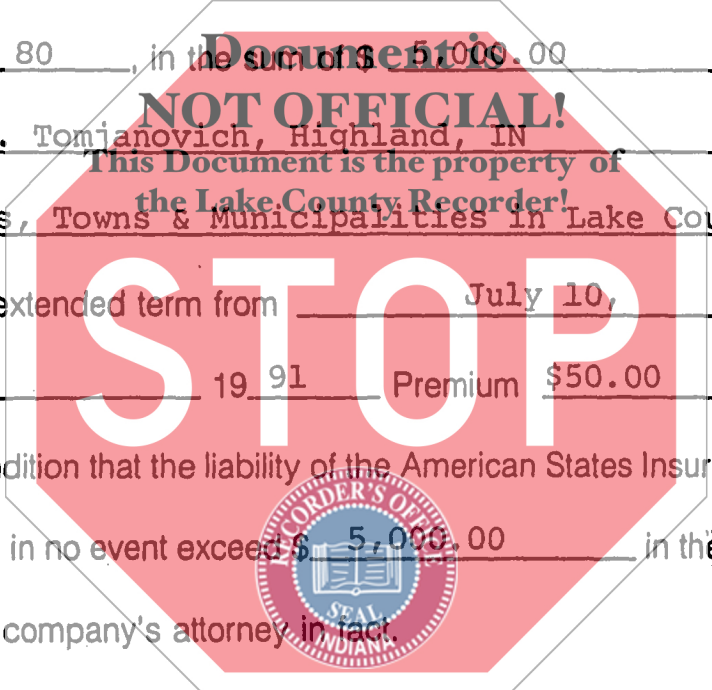 80, in the sum of $ 5,000.00
Document is
NOT OFFICIAL!
. Tomjanovich, Highland, IN
This Document is the property of
the Lake County Recorder!
s, Towns & Municipalities in Lake Cou
extended term from July 10,
STOP
19 91 Premium $50.00
dition that the liability of the American States Insur
in no event exceed $ 5,000.00 in the
company's attorney in fact.
RECORDER'S OFFICE
SEAL
INDIANA